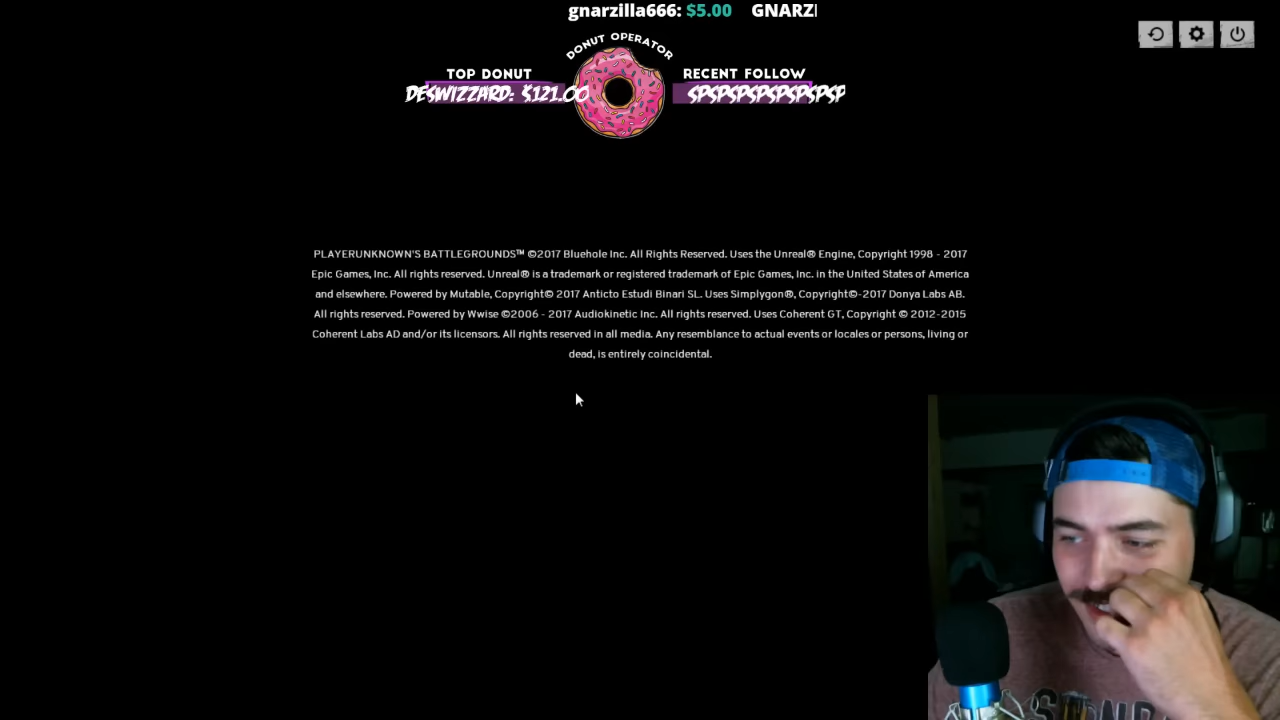 gnarzilla666: $5.00 GNARZI
DONUT OPERATOR
TOP DONUT
RECENT FOLLOW
DESWIZZARD: $121.00
SPSPSPSPSPSPSPSP
PLAYERUNKNOWN'S BATTLEGROUNDS™ ©2017 Bluehole Inc. All Rights Reserved. Uses the Unreal® Engine, Copyright 1998 - 2017
Epic Games, Inc. All rights reserved. Unreal® is a trademark or registered trademark of Epic Games, Inc. in the United States of America
and elsewhere. Powered by Mutable, Copyright© 2017 Anticto Estudi Binari SL. Uses Simplygon®, Copyright©-2017 Donya Labs AB.
All rights reserved. Powered by Wwise ©2006 - 2017 Audiokinetic Inc. All rights reserved. Uses Coherent GT, Copyright © 2012-2015
Coherent Labs AD and/or its licensors. All rights reserved in all media. Any resemblance to actual events or locales or persons, living or
dead, is entirely coincidental.